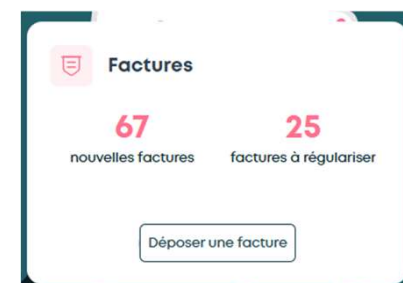 Factures
67
25
nouvelles factures
factures à régulariser
Déposer une facture